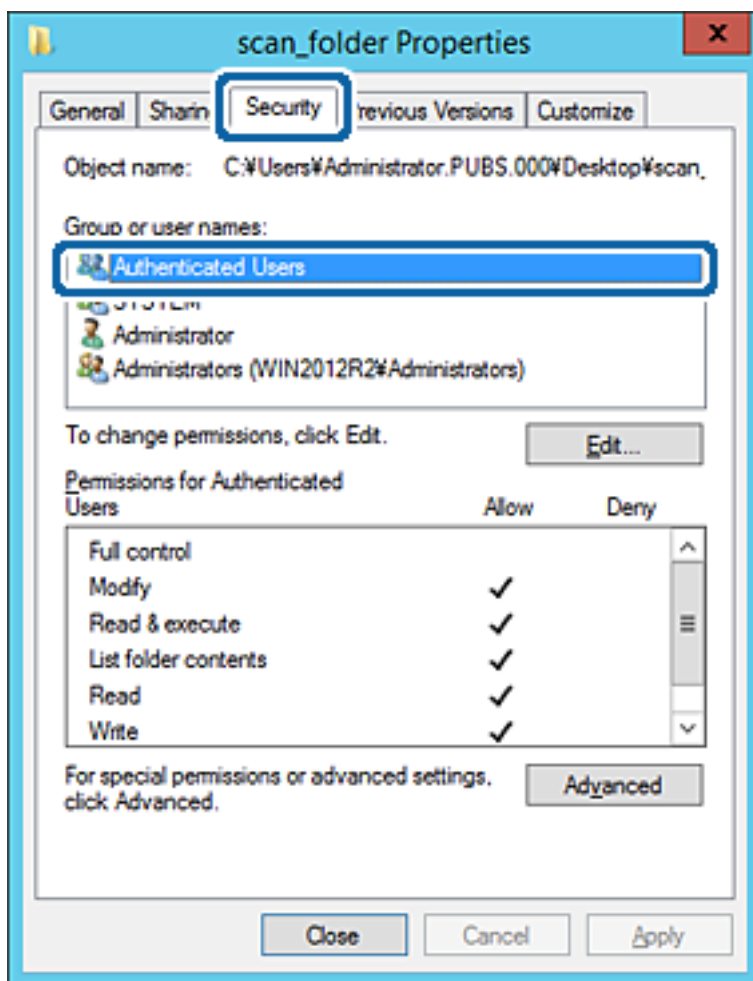 scan_folder Properties
x
General Sharin Security revious Versions Customize
Object name: C:¥Users¥Administrator.PUBS.000¥Desktop¥scan_
Group or user names:
Authenticated Users
SYSTEM
Administrator
Administrators (WIN2012R2¥Administrators)
To change permissions, click Edit.
Edit...
Permissions for Authenticated
Users Allow Deny
Full control
Modify ✓
Read & execute ✓
List folder contents ✓
Read ✓
Write ✓
For special permissions or advanced settings,
click Advanced.
Advanced
Close Cancel Apply